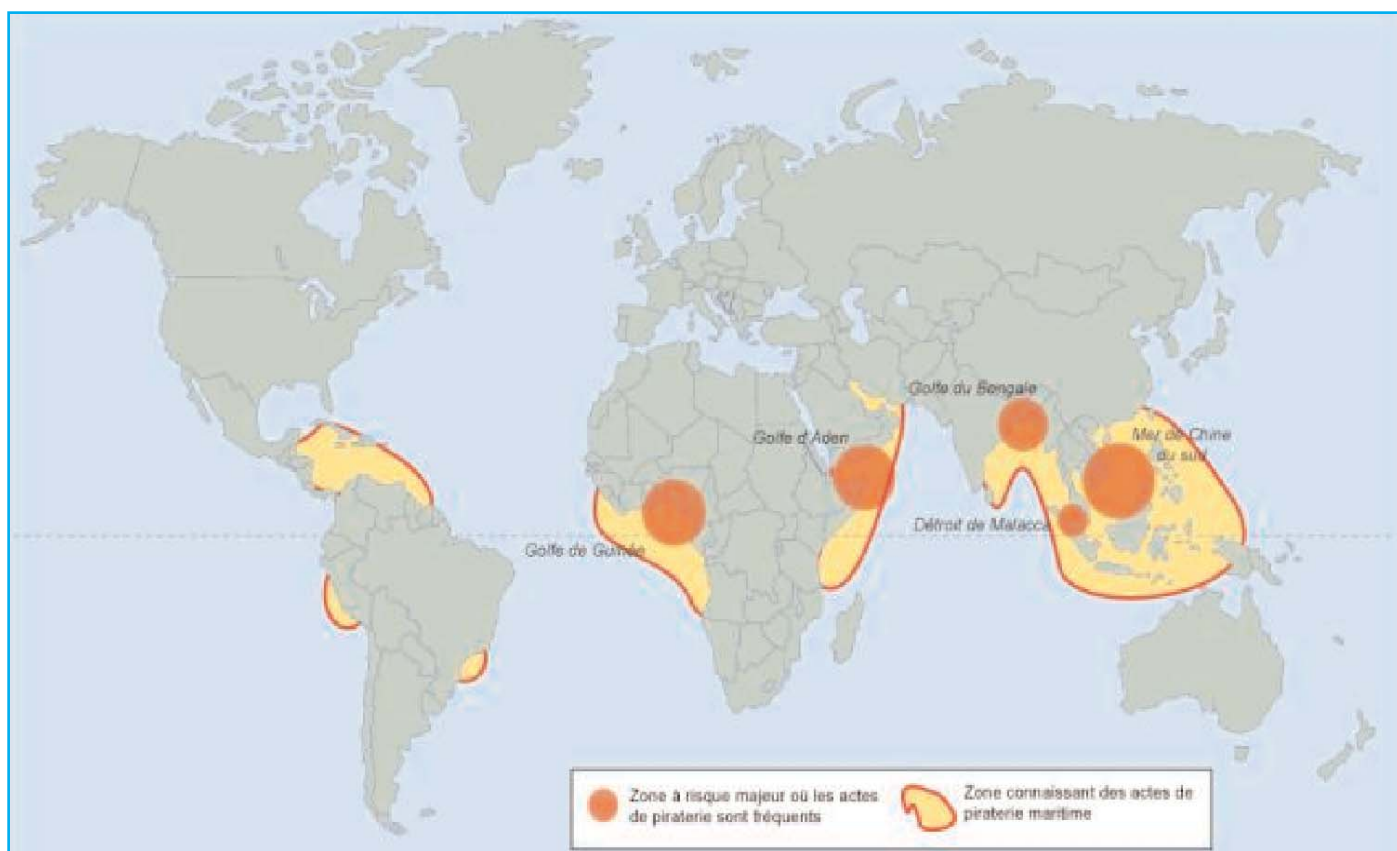 Golfe du Bengale
Golfe d'Aden
Mer de Chine
du sud
Détroit de Malacca
Golfe de Guinée
Zone à risque majeur où les actes
de piraterie sont fréquents
Zone connaissant des actes de
piraterie maritime